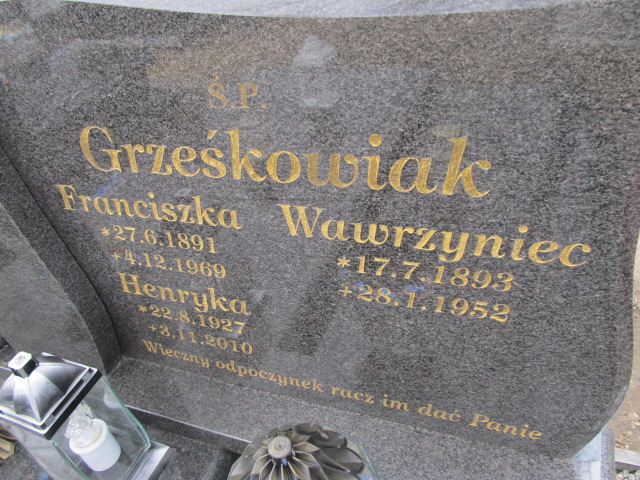 Ś.P.
Grześkowiak
Franciszka
*27.6.1891
+4.12.1969
Henryka
*22.8.1927
+3.11.2010
Wawrzyniec
*17.7.1893
+28.1.1952
Wieczny odpoczynek racz im dać Panie